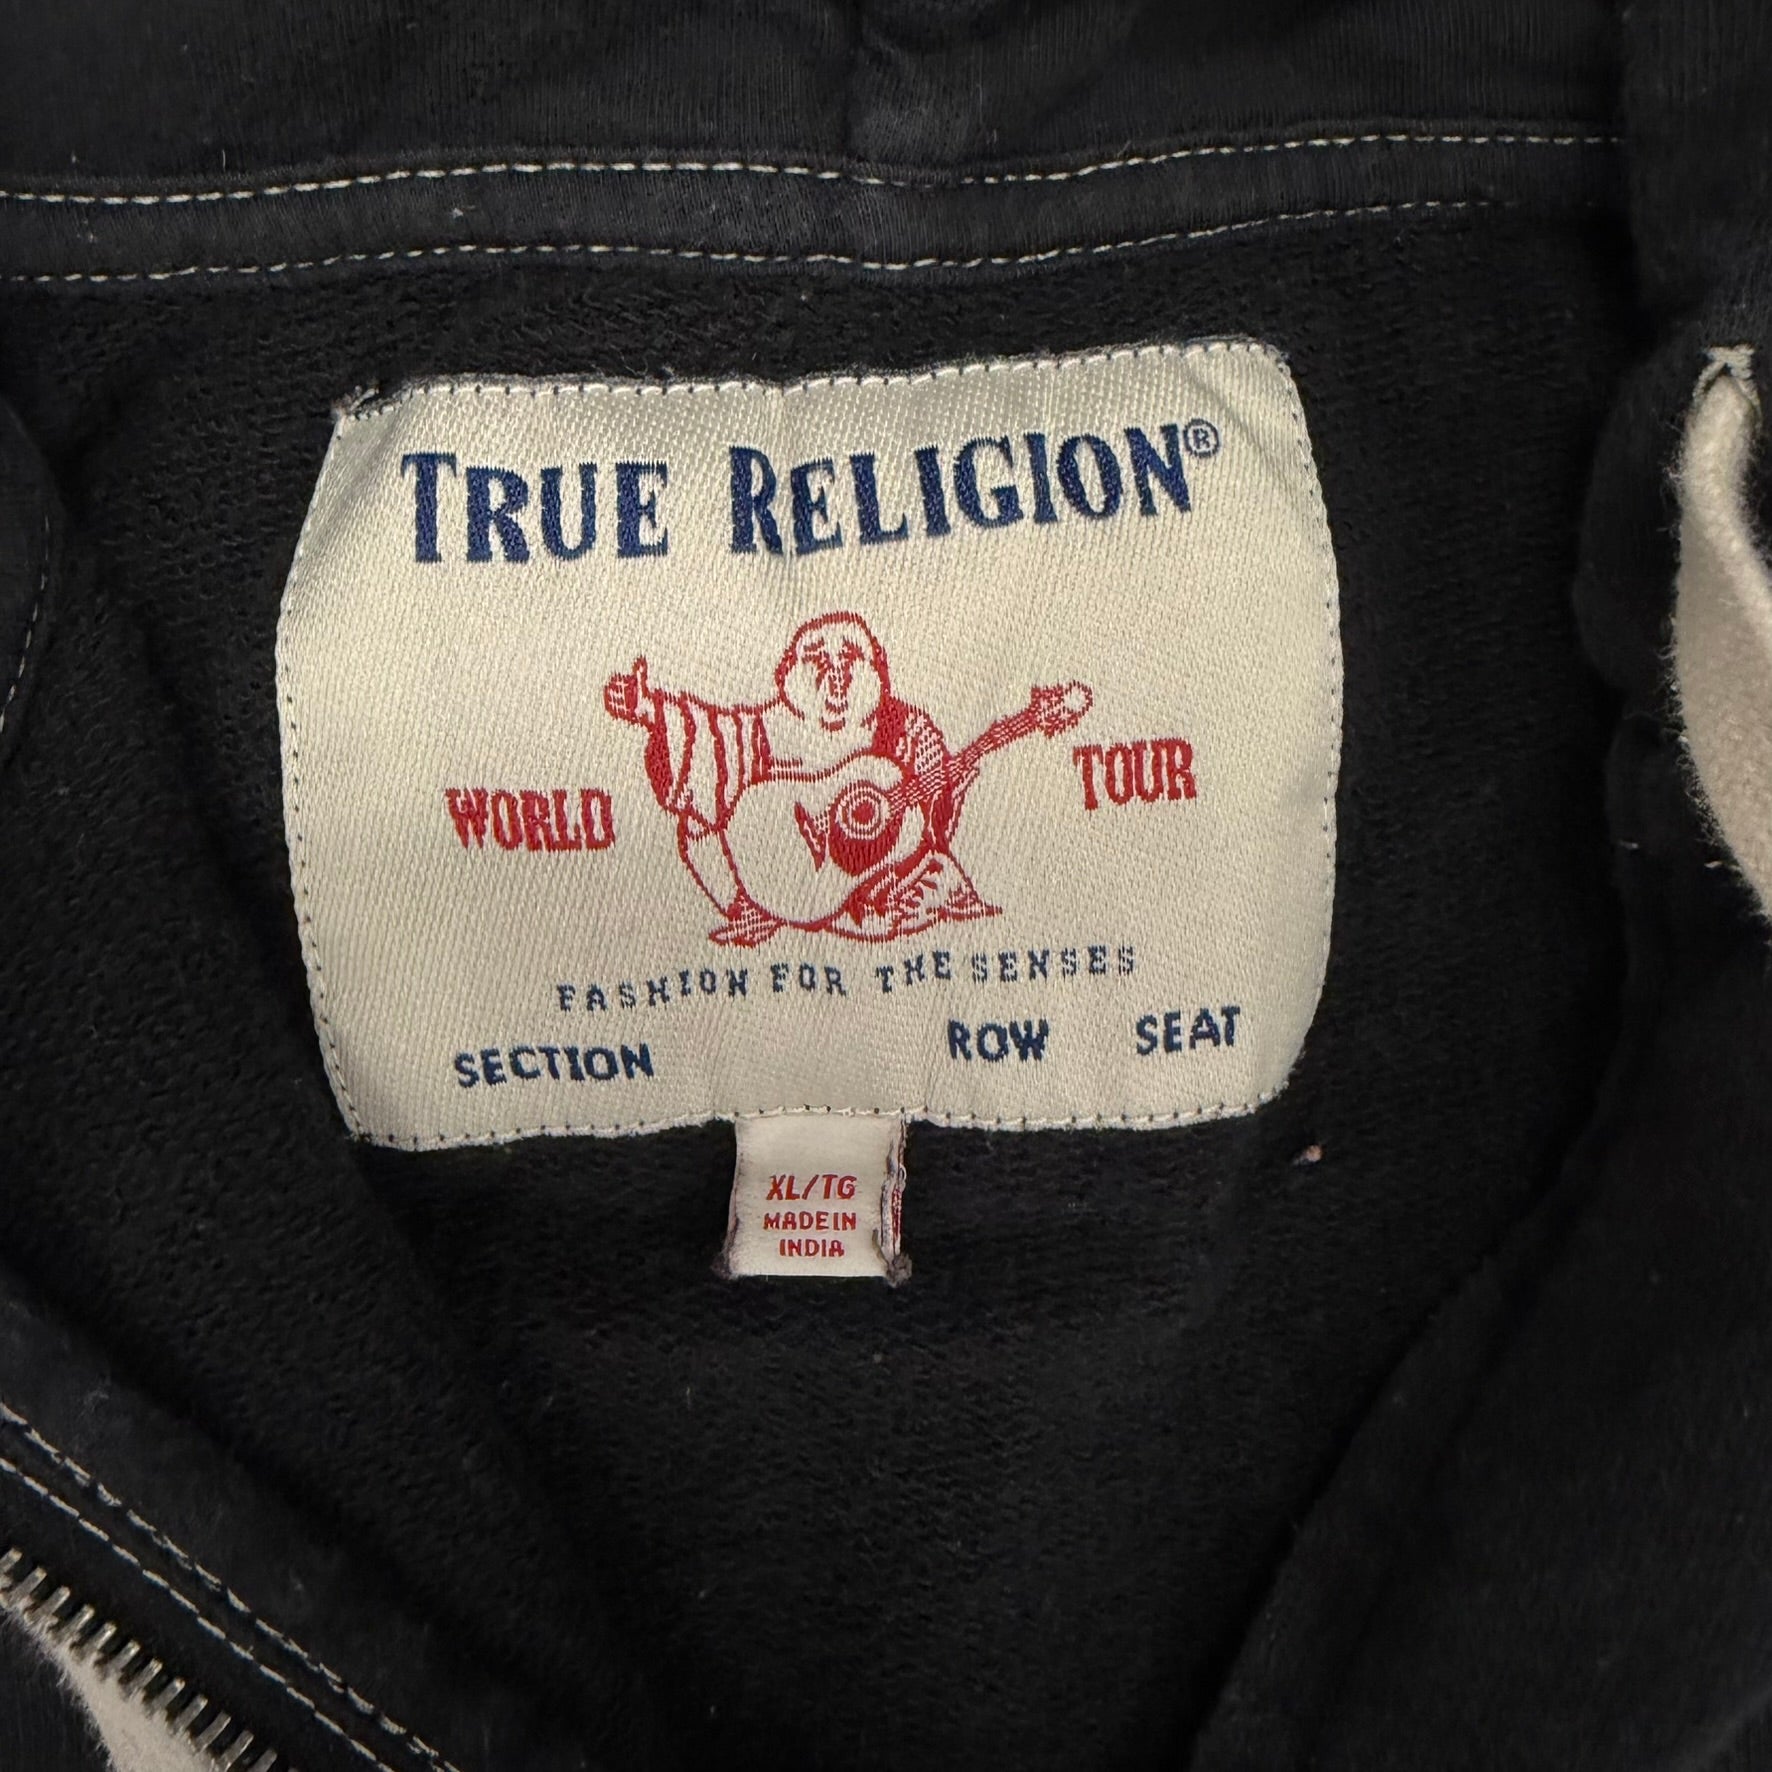 TRUE RELIGION®
WORLD TOUR
FASHION FOR THE SENSES
SECTION ROW SEAT
XL/TG
MADE IN
INDIA